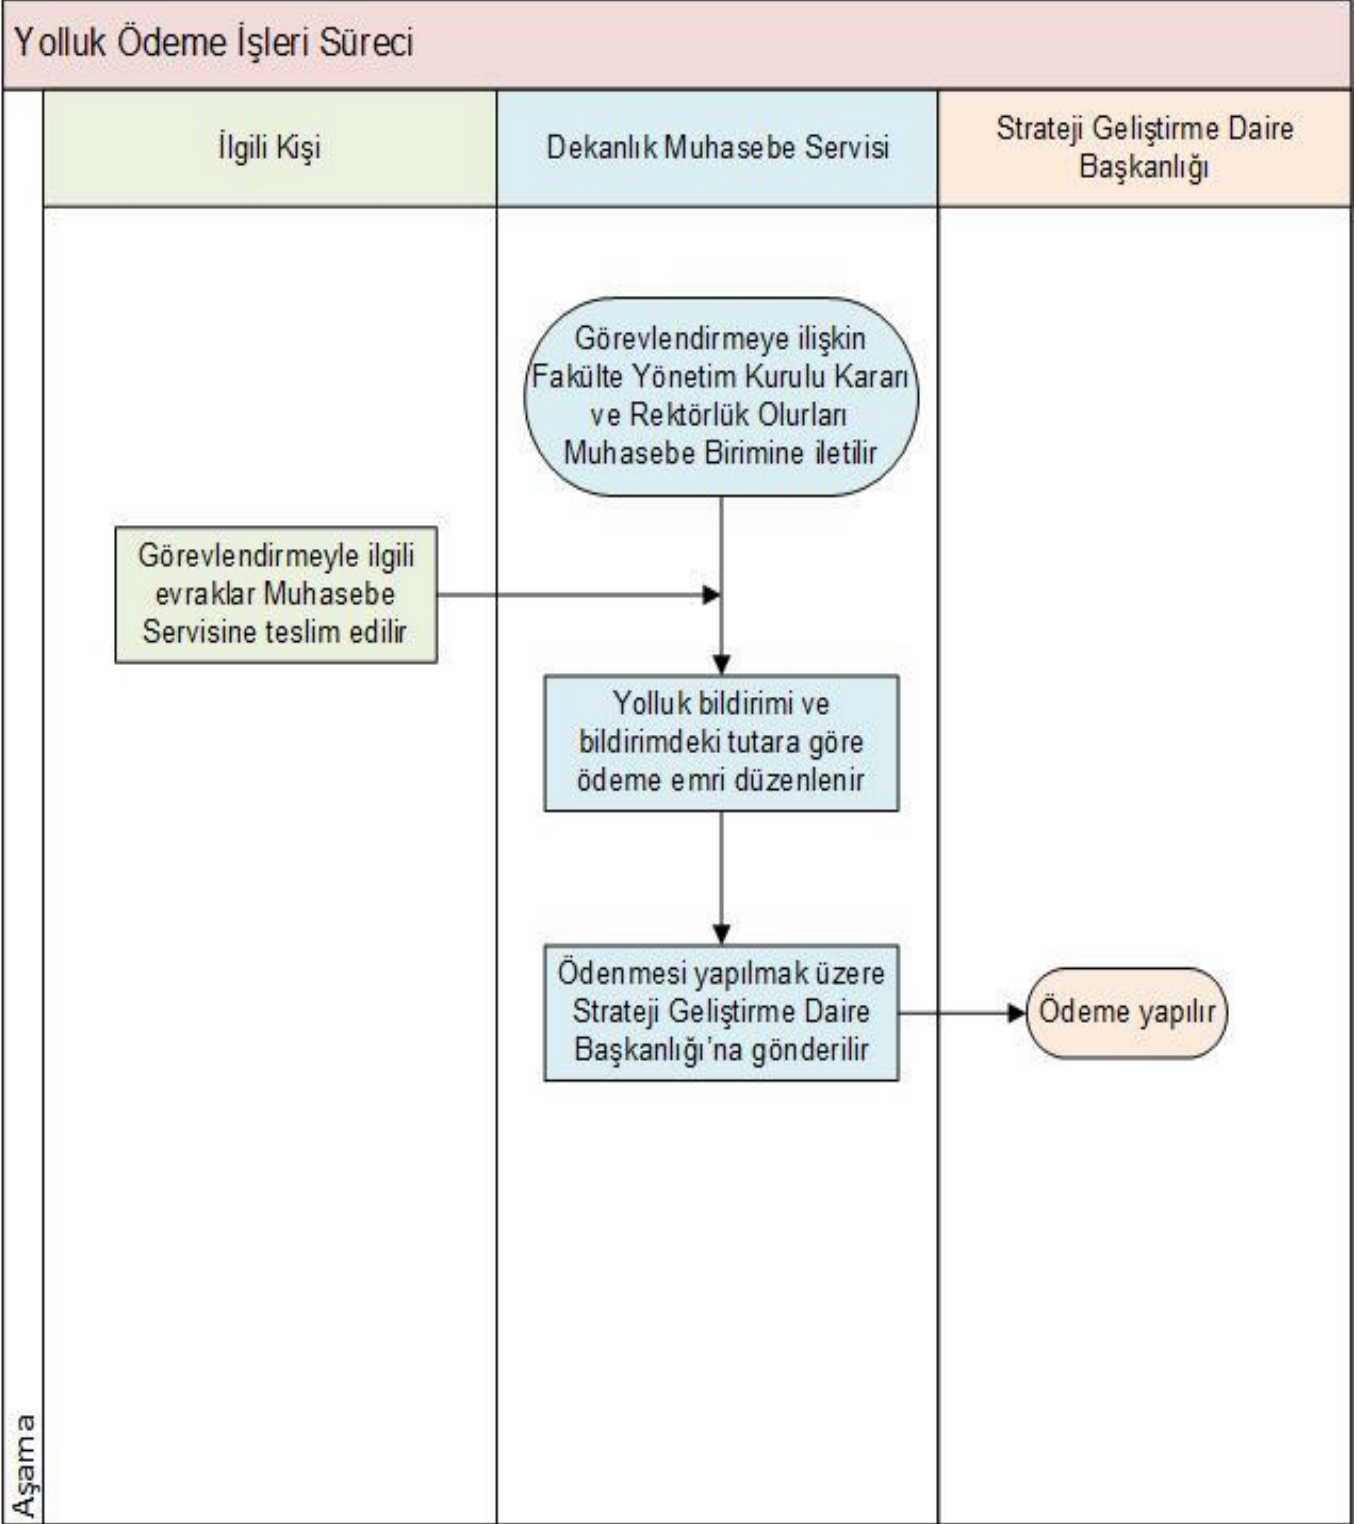 Yolluk Ödeme İşleri Süreci
İlgili Kişi
Dekanlık Muhasebe Servisi
Strateji Geliştirme Daire
Başkanlığı
Görevlendirmeye ilişkin
Fakülte Yönetim Kurulu Kararı
ve Rektörlük Olurları
Muhasebe Birimine iletilir
Görevlendirmeyle ilgili
evraklar Muhasebe
Servisine teslim edilir
Yolluk bildirimi ve
bildirimdeki tutara göre
ödeme emri düzenlenir
Ödenmesi yapılmak üzere
Strateji Geliştirme Daire
Başkanlığı’na gönderilir
Ödeme yapılır
Aşama